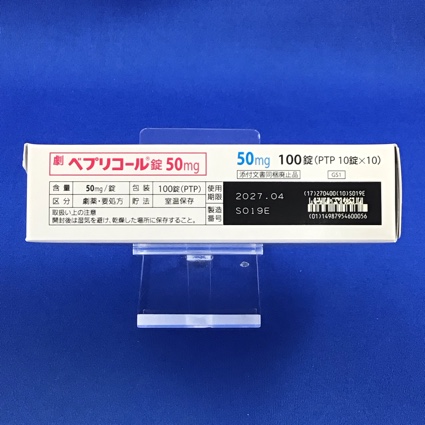 劇 ベプリコール®錠50mg
50mg 100錠(PTP 10錠×10)
添付文書同梱廃止品 GS1
含量 50mg/錠 包装 100錠(PTP)
区分 劇薬・要処方 貯法 室温保存
取扱い上の注意
開封後は湿気を避け、乾燥した場所に保存すること。
使用期限 2027.04
製造番号 S019E
(17)270400(10)S019E
(01)14987954600056